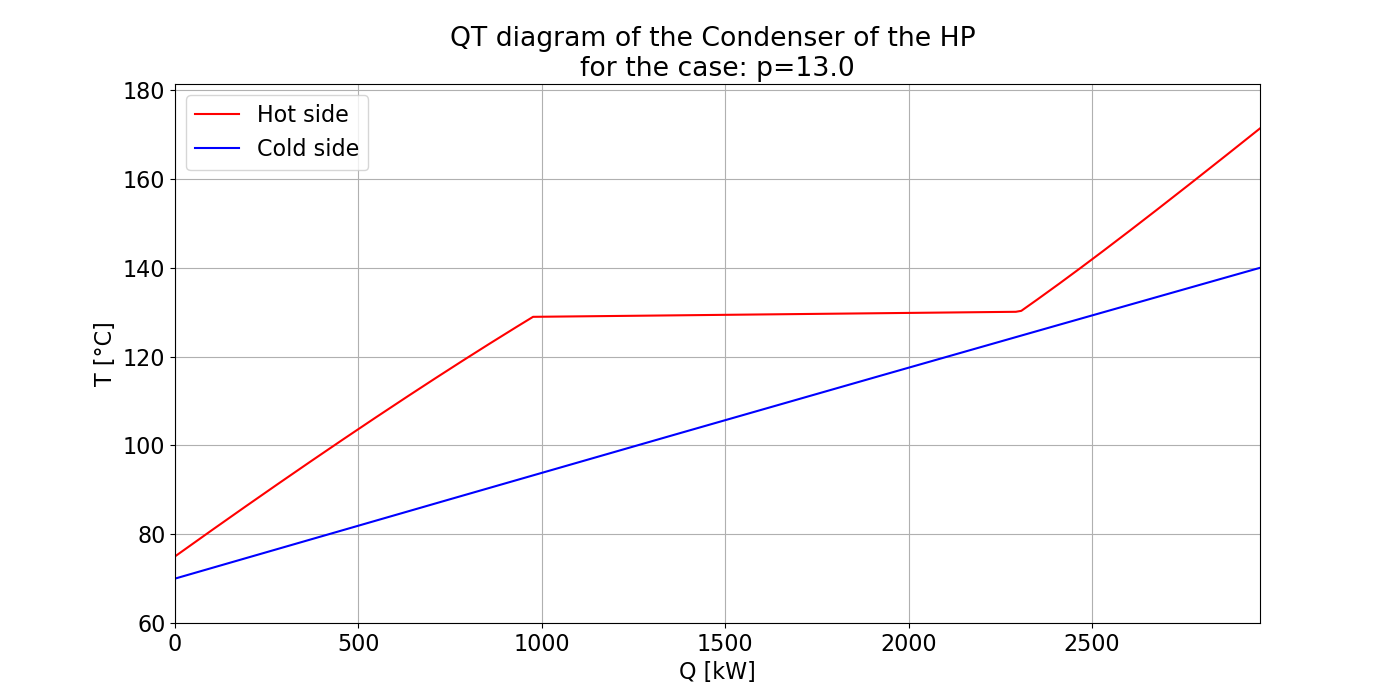 QT diagram of the Condenser of the HP
for the case: p=13.0
Hot side
Cold side
T [°C]
180
160
140
120
100
80
60
0 500 1000 1500 2000 2500
Q [kW]